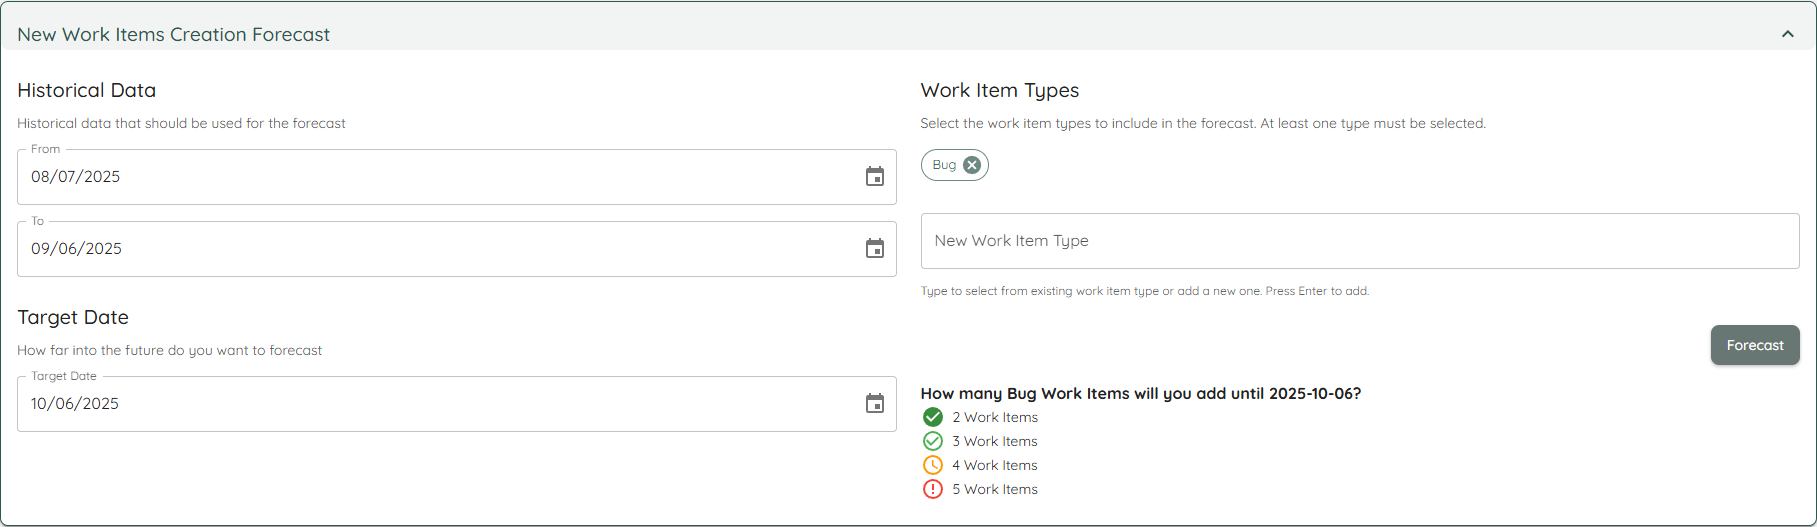 New Work Items Creation Forecast
Historical Data
Historical data that should be used for the forecast
From
08/07/2025
To
09/06/2025
Target Date
How far into the future do you want to forecast
Target Date
10/06/2025
Work Item Types
Select the work item types to include in the forecast. At least one type must be selected.
Bug
New Work Item Type
Type to select from existing work item type or add a new one. Press Enter to add.
Forecast
How many Bug Work Items will you add until 2025-10-06?
2 Work Items
3 Work Items
4 Work Items
5 Work Items